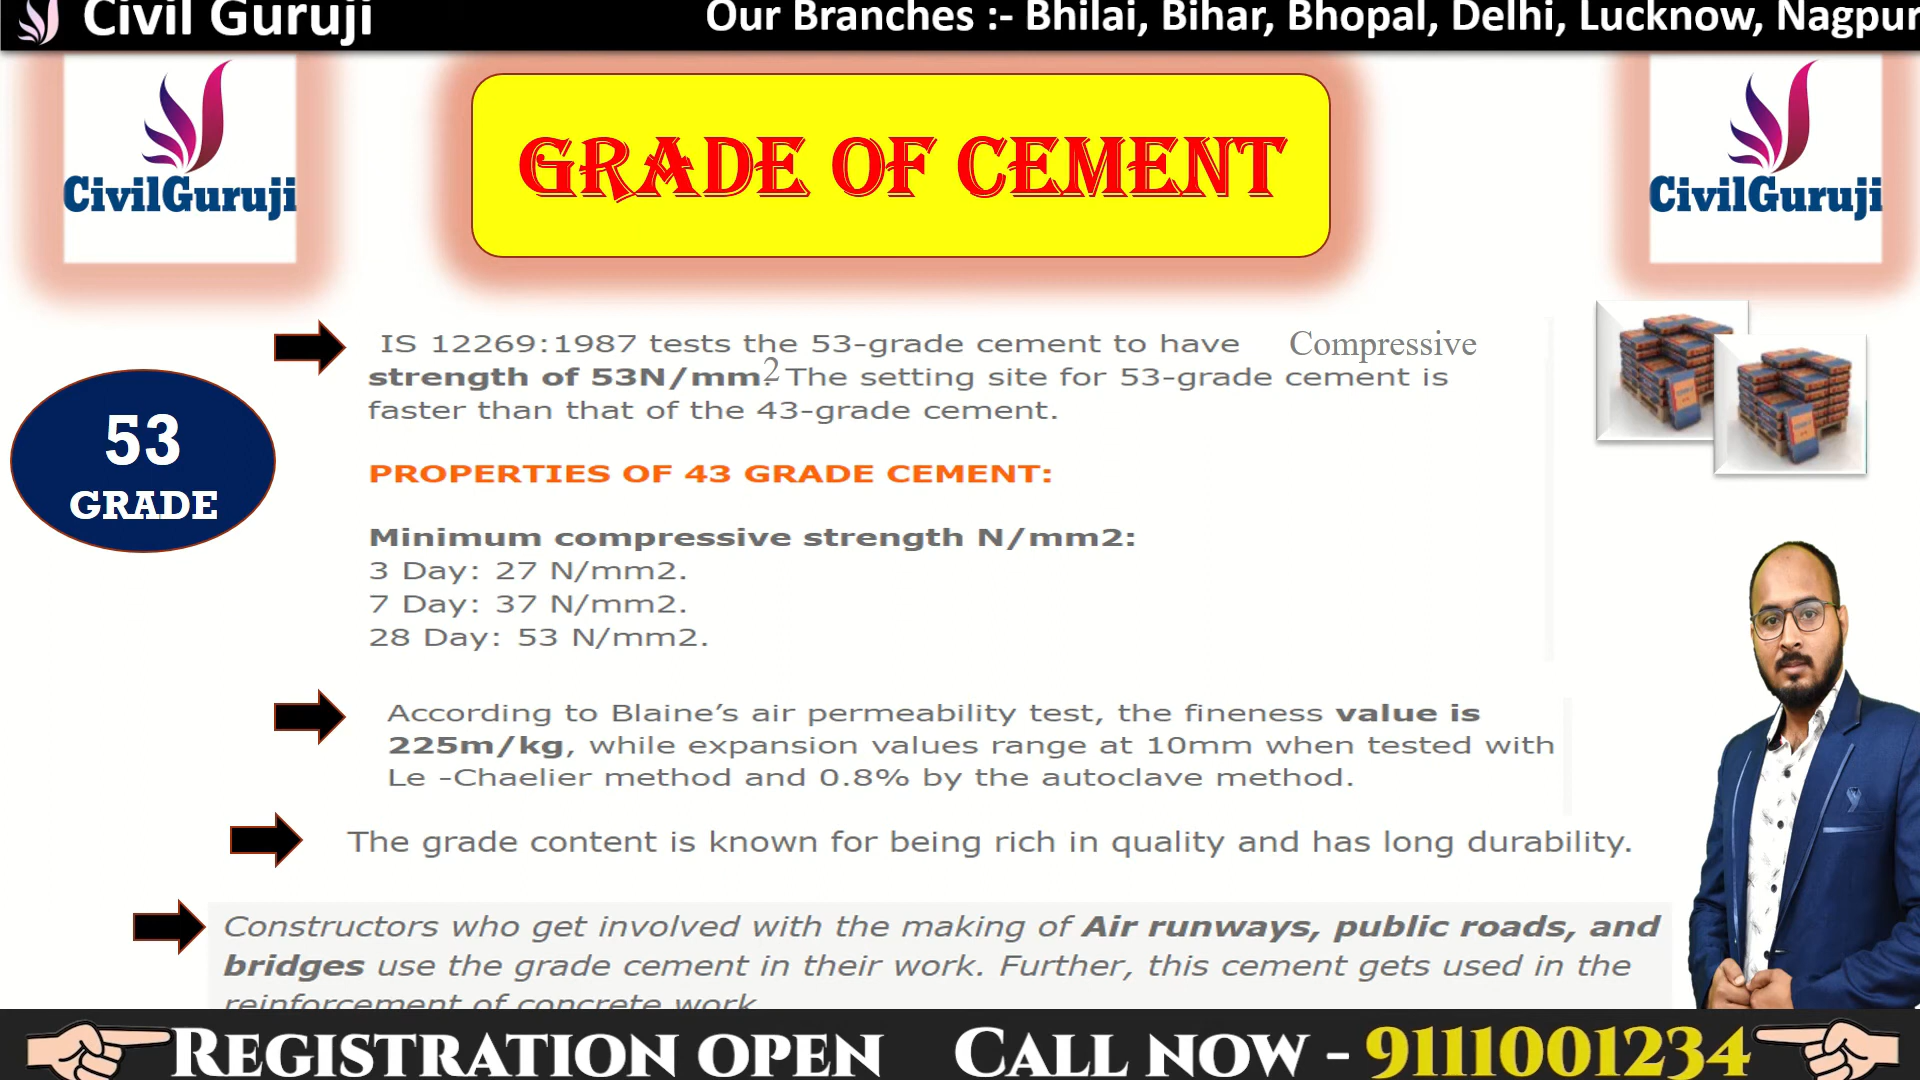 Civil Guruji
Our Branches :- Bhilai, Bihar, Bhopal, Delhi, Lucknow, Nagpur
CivilGuruji
GRADE OF CEMENT
CivilGuruji
IS 12269:1987 tests the 53-grade cement to have Compressive
strength of 53N/mm2. The setting site for 53-grade cement is
faster than that of the 43-grade cement.
53
GRADE
PROPERTIES OF 43 GRADE CEMENT:
Minimum compressive strength N/mm2:
3 Day: 27 N/mm2.
7 Day: 37 N/mm2.
28 Day: 53 N/mm2.
According to Blaine’s air permeability test, the fineness value is
225m/kg, while expansion values range at 10mm when tested with
Le -Chaelier method and 0.8% by the autoclave method.
The grade content is known for being rich in quality and has long durability.
Constructors who get involved with the making of Air runways, public roads, and
bridges use the grade cement in their work. Further, this cement gets used in the
reinforcement of concrete work
REGISTRATION OPEN CALL NOW - 9111001234